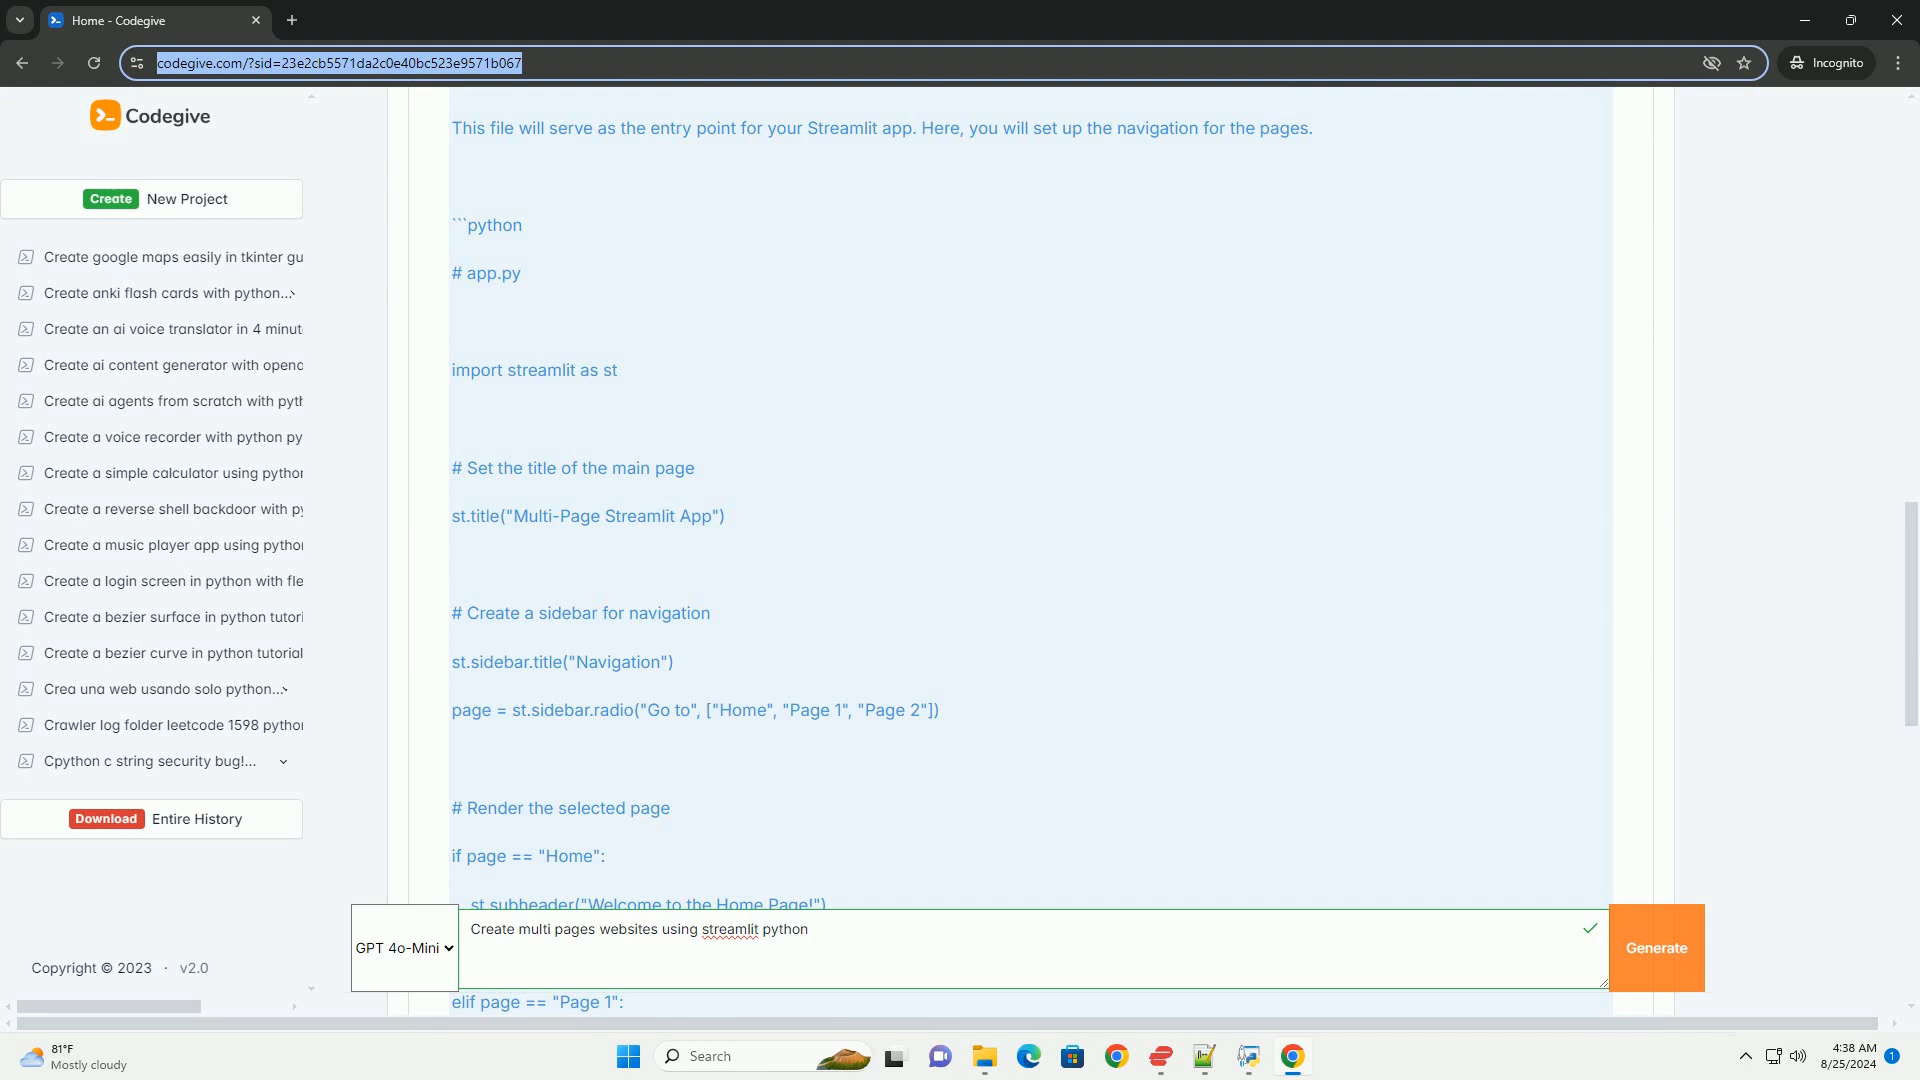 Home - Codegive
codegive.com/?sid=23e2cb5571da2c0e40bc523e9571b067
Incognito
Codegive
Create New Project
Create google maps easily in tkinter gu
Create anki flash cards with python...
Create an ai voice translator in 4 minut
Create ai content generator with opena
Create ai agents from scratch with pyth
Create a voice recorder with python py
Create a simple calculator using python
Create a reverse shell backdoor with py
Create a music player app using python
Create a login screen in python with fle
Create a bezier surface in python tutori
Create a bezier curve in python tutorial
Crea una web usando solo python...
Crawler log folder leetcode 1598 python
Cpython c string security bug!...
Download Entire History
Copyright © 2023 · v2.0
This file will serve as the entry point for your Streamlit app. Here, you will set up the navigation for the pages.
```python
# app.py
import streamlit as st
# Set the title of the main page
st.title("Multi-Page Streamlit App")
# Create a sidebar for navigation
st.sidebar.title("Navigation")
page = st.sidebar.radio("Go to", ["Home", "Page 1", "Page 2"])
# Render the selected page
if page == "Home":
st.subheader("Welcome to the Home Page!")
GPT 4o-Mini
Create multi pages websites using streamlit python
Generate
elif page == "Page 1":
81°F
Mostly cloudy
Search
4:38 AM
8/25/2024
1